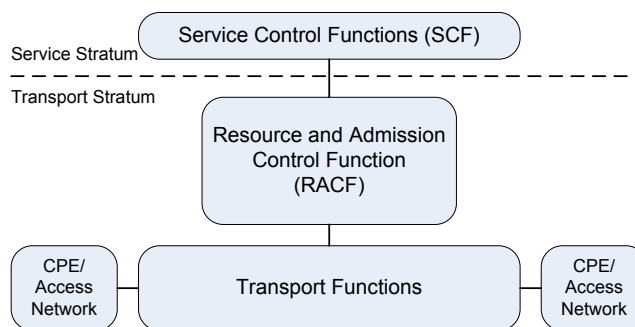 Service Control Functions (SCF)
Service Stratum
Transport Stratum
Resource and Admission
Control Function
(RACF)
CPE/
Access
Network
Transport Functions
CPE/
Access
Network